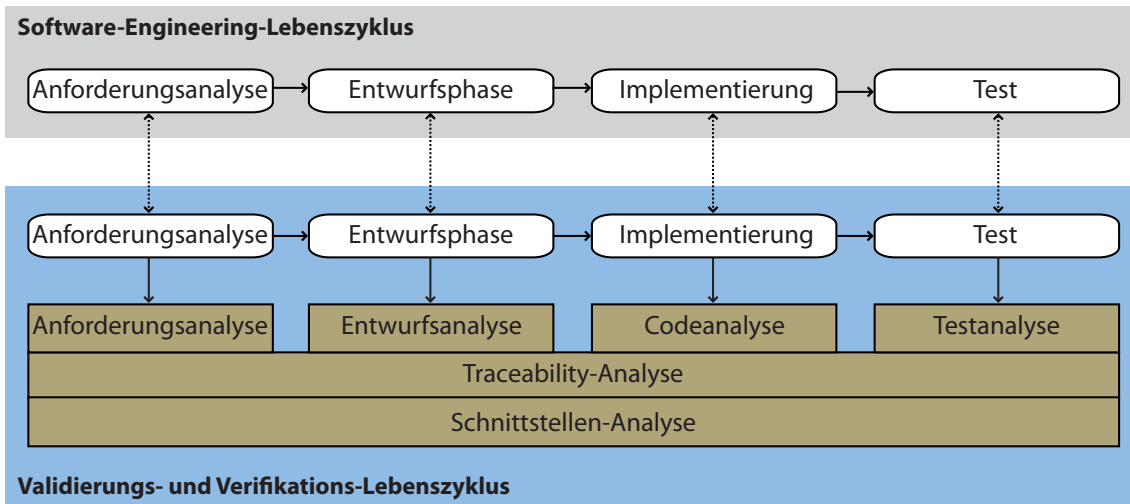 Software-Engineering-Lebenszyklus
Anforderungsanalyse
Entwurfsphase
Implementierung
Test
Anforderungsanalyse
Entwurfsphase
Implementierung
Test
Anforderungsanalyse
Entwurfsanalyse
Codeanalyse
Testanalyse
Traceability-Analyse
Schnittstellen-Analyse
Validierungs- und Verifikations-Lebenszyklus